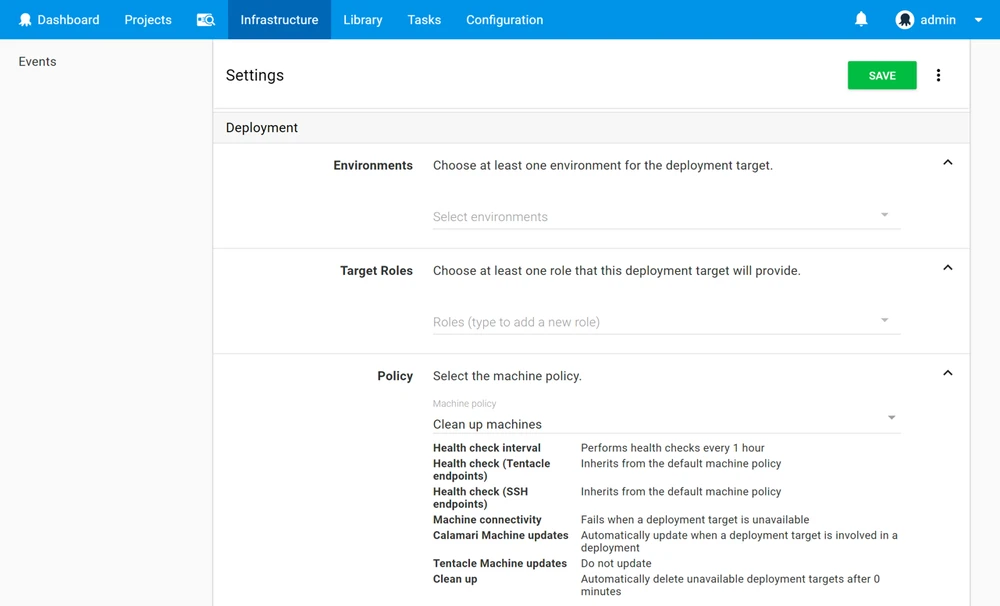 Dashboard Projects Infrastructure Library Tasks Configuration admin
Events
Settings SAVE
Deployment
Environments Choose at least one environment for the deployment target.
Select environments
Target Roles Choose at least one role that this deployment target will provide.
Roles (type to add a new role)
Policy Select the machine policy.
Machine policy
Clean up machines
Health check interval Performs health checks every 1 hour
Health check (Tentacle Inherits from the default machine policy
endpoints)
Health check (SSH Inherits from the default machine policy
endpoints)
Machine connectivity Fails when a deployment target is unavailable
Calamari Machine updates Automatically update when a deployment target is involved in a
deployment
Tentacle Machine updates Do not update
Clean up Automatically delete unavailable deployment targets after 0
minutes